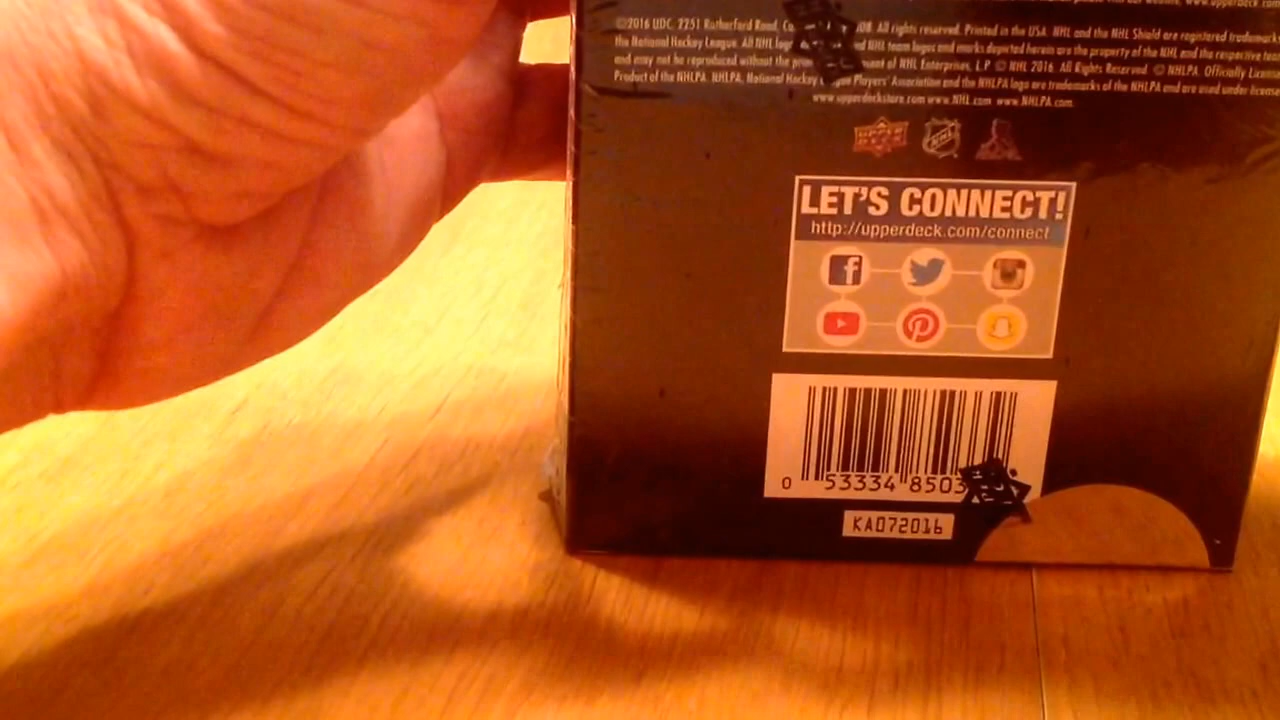 ©2016 UDC. 2251 Rutherford Road, All rights reserved. Printed in the USA. NHL and the NHL Shield are registered trademark
the National Hockey League. All NHL logos and NHL team logos and marks depicted herein are the property of the NHL and the respective tea
and may not be reproduced without the of NHL Enterprises, L.P. © NHL 2016. All Rights Reserved. © NHLPA. Officially Licens
Product of the NHLPA. NHLPA, National Hockey Players' Association and the NHLPA logo are trademarks of the NHLPA and are used under license
www.upperdeckstore.com www.NHL.com www.NHLPA.com
NHL
LET'S CONNECT!
http://upperdeck.com/connect
0 53334 8503
KA072016